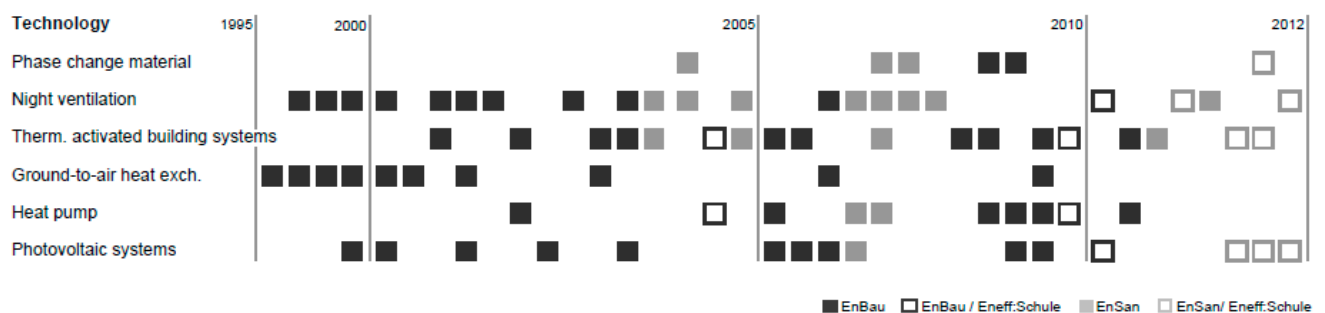 Technology 1995 2000 2005 2010 2012
Phase change material
Night ventilation
Therm. activated building systems
Ground-to-air heat exch.
Heat pump
Photovoltaic systems
EnBau EnBau / Eneff:Schule EnSan EnSan/ Eneff:Schule